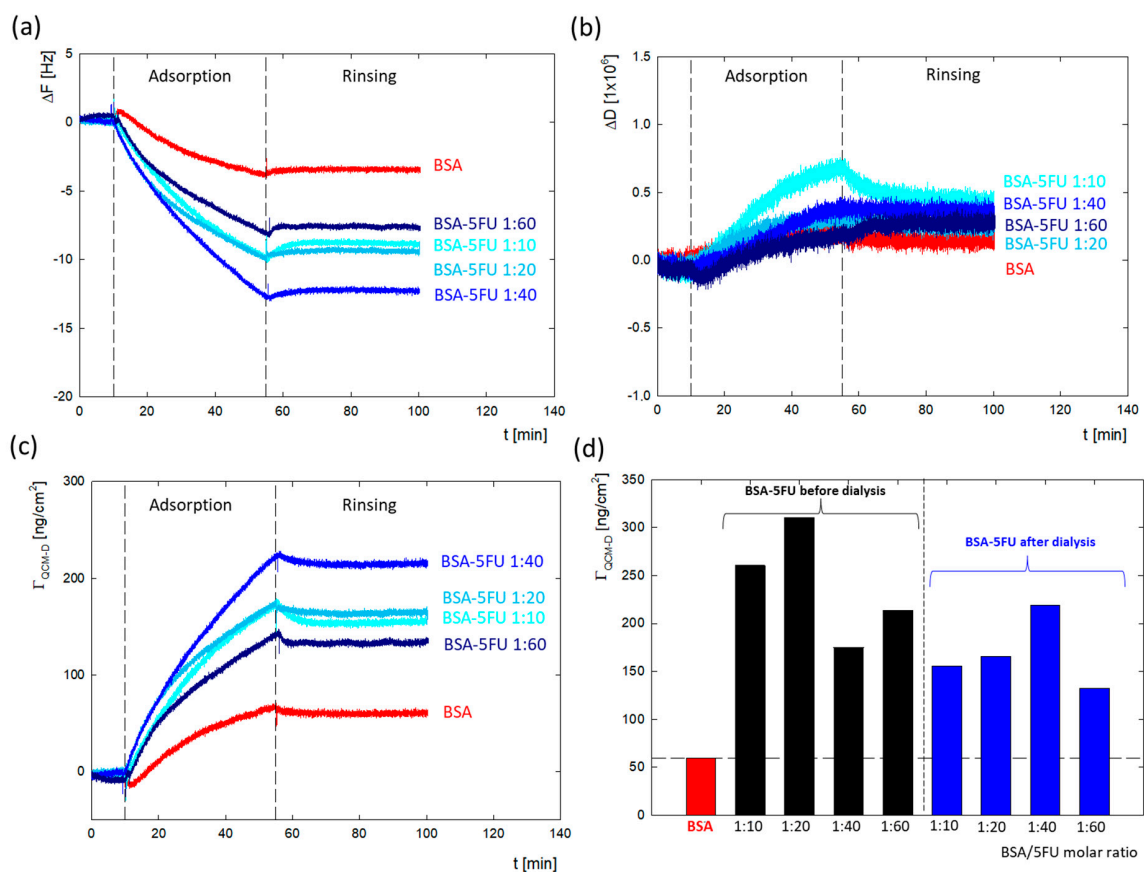 (a)
ΔF [Hz]
5
0
-5
-10
-15
-20
Adsorption
Rinsing
BSA
BSA-5FU 1:60
BSA-5FU 1:10
BSA-5FU 1:20
BSA-5FU 1:40
0 20 40 60 80 100 120 140
t [min]
(b)
ΔD [1x10⁶]
1.5
1.0
0.5
0.0
-0.5
-1.0
Adsorption
Rinsing
BSA-5FU 1:10
BSA-5FU 1:40
BSA-5FU 1:60
BSA-5FU 1:20
BSA
0 20 40 60 80 100 120 140
t [min]
(c)
ΓQCM-D [ng/cm²]
300
200
100
0
Adsorption
Rinsing
BSA-5FU 1:40
BSA-5FU 1:20
BSA-5FU 1:10
BSA-5FU 1:60
BSA
0 20 40 60 80 100 120 140
t [min]
(d)
ΓQCM-D [ng/cm²]
350
300
250
200
150
100
50
0
BSA-5FU before dialysis
BSA-5FU after dialysis
BSA 1:10 1:20 1:40 1:60 1:10 1:20 1:40 1:60
BSA/5FU molar ratio